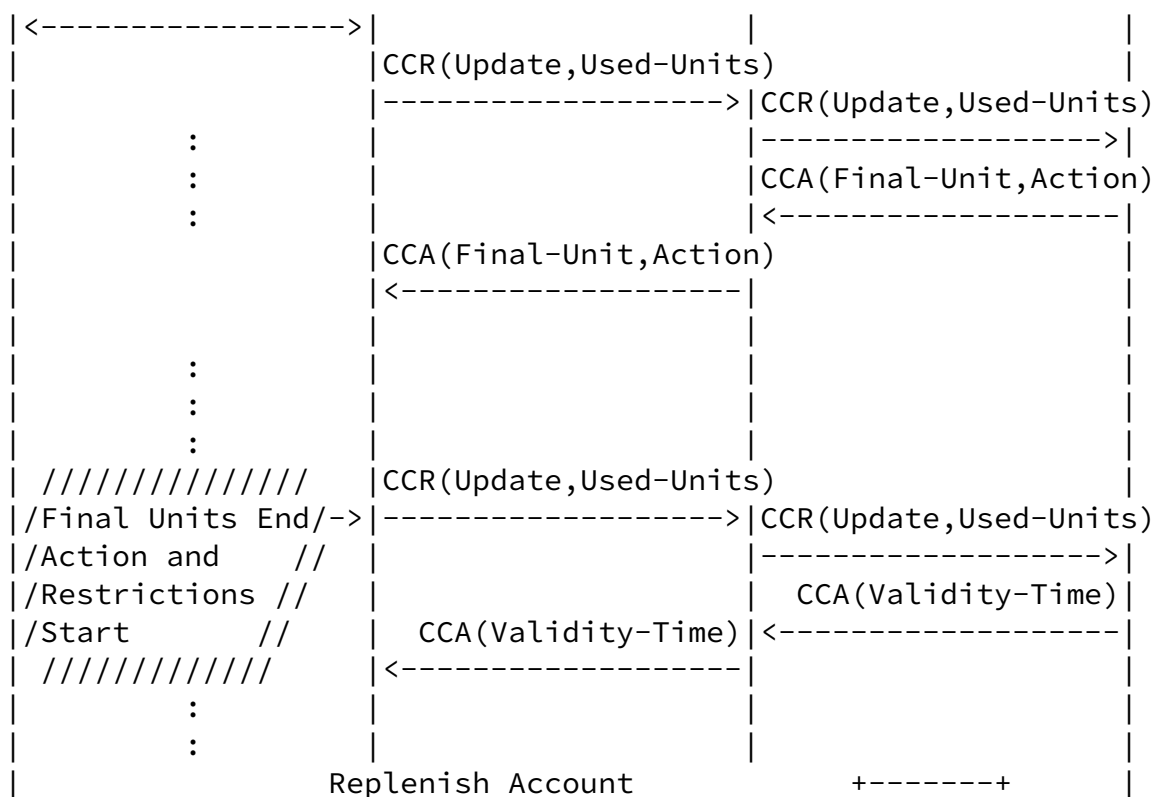 |<----------------->|                    |                    |
|                   |CCR(Update,Used-Units)                   |
|                   |------------------->|CCR(Update,Used-Units)
|         :         |                    |------------------->|
|         :         |                    |CCA(Final-Unit,Action)
|         :         |                    |<-------------------|
|                   |CCA(Final-Unit,Action)                   |
|                   |<-------------------|                    |
|                   |                    |                    |
|         :         |                    |                    |
|         :         |                    |                    |
|         :         |                    |                    |
| ///////////////   |CCR(Update,Used-Units)                   |
|/Final Units End/->|------------------->|CCR(Update,Used-Units)
|/Action and    //  |                    |------------------->|
|/Restrictions //   |                    |  CCA(Validity-Time)|
|/Start       //    |  CCA(Validity-Time)|<-------------------|
| /////////////     |<-------------------|                    |
|         :         |                    |                    |
|         :         |                    |                    |
|                 Replenish Account            +-------+      |